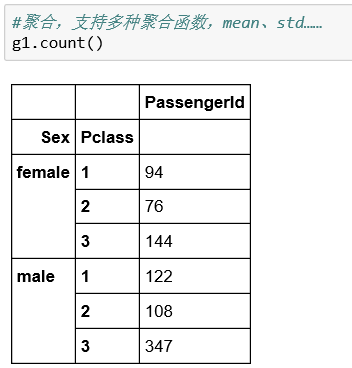 #聚合，支持多种聚合函数，mean、std……
g1.count()
PassengerId
Sex Pclass
female 1 94
2 76
3 144
male 1 122
2 108
3 347